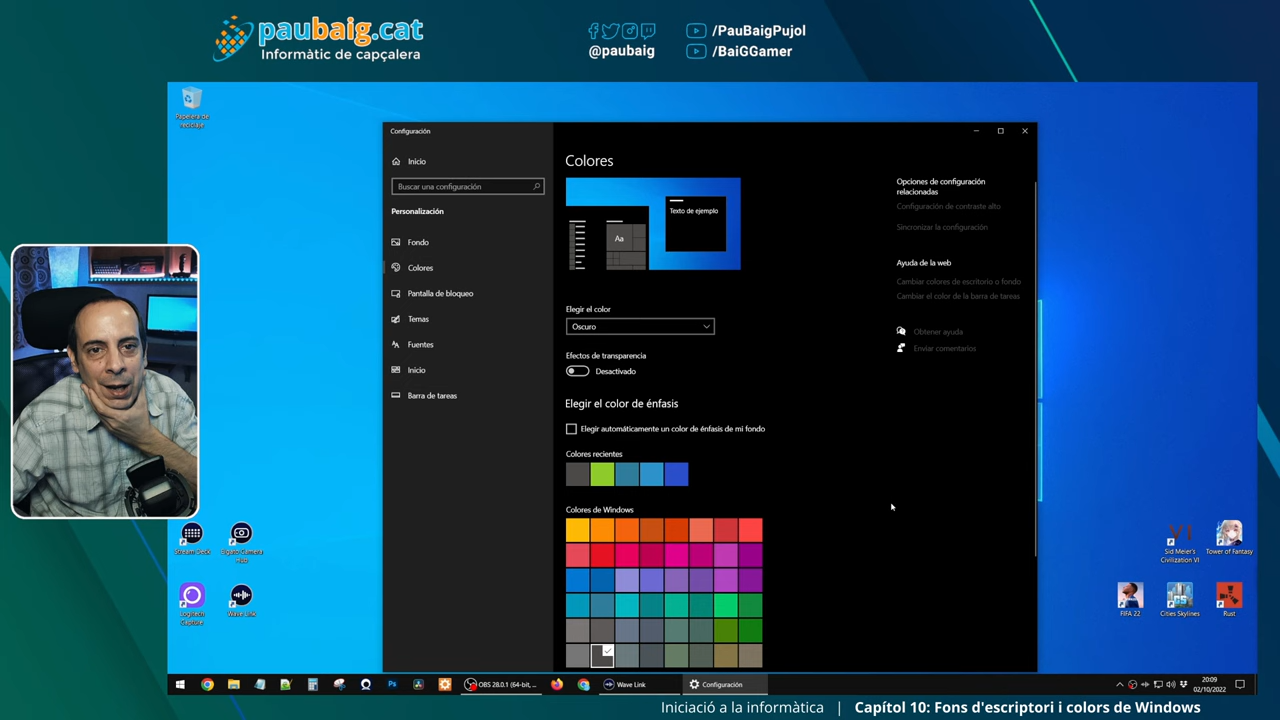 paubaig.cat
Informàtic de capçalera
@paubaig
/PauBaigPujol
/BaiGGamer
Papelera de
reciclaje
Configuración
Inicio
Buscar una configuración
Personalización
Fondo
Colores
Pantalla de bloqueo
Temas
Fuentes
Inicio
Barra de tareas
Colores
Texto de ejemplo
Aa
Elegir el color
Oscuro
Efectos de transparencia
Desactivado
Elegir el color de énfasis
Elegir automáticamente un color de énfasis de mi fondo
Colores recientes
Colores de Windows
Opciones de configuración
relacionadas
Configuración de contraste alto
Sincronizar la configuración
Ayuda de la web
Cambiar colores de escritorio o fondo
Cambiar el color de la barra de tareas
Obtener ayuda
Enviar comentarios
Stream Deck
Elgato Camera
Hub
Logitech
Capture
Wave Link
Sid Meier's
Civilization VI
Tower of Fantasy
FIFA 22
Cities Skylines
Rust
OBS 28.0.1 (64-bit, ...
Wave Link
Configuración
20:09
02/10/2022
Iniciació a la informàtica | Capítol 10: Fons d'escriptori i colors de Windows